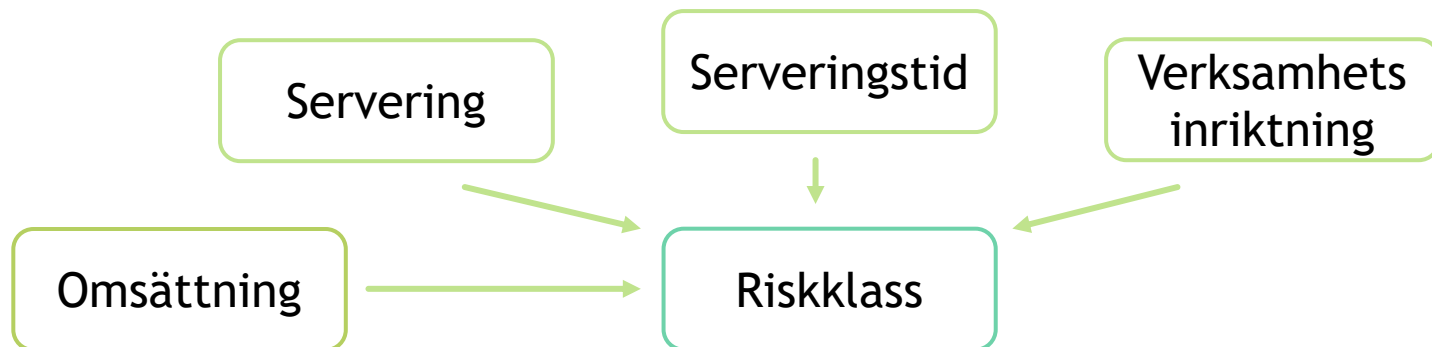 Servering
Serveringstid
Verksamhets
inriktning
Omsättning
Riskklass